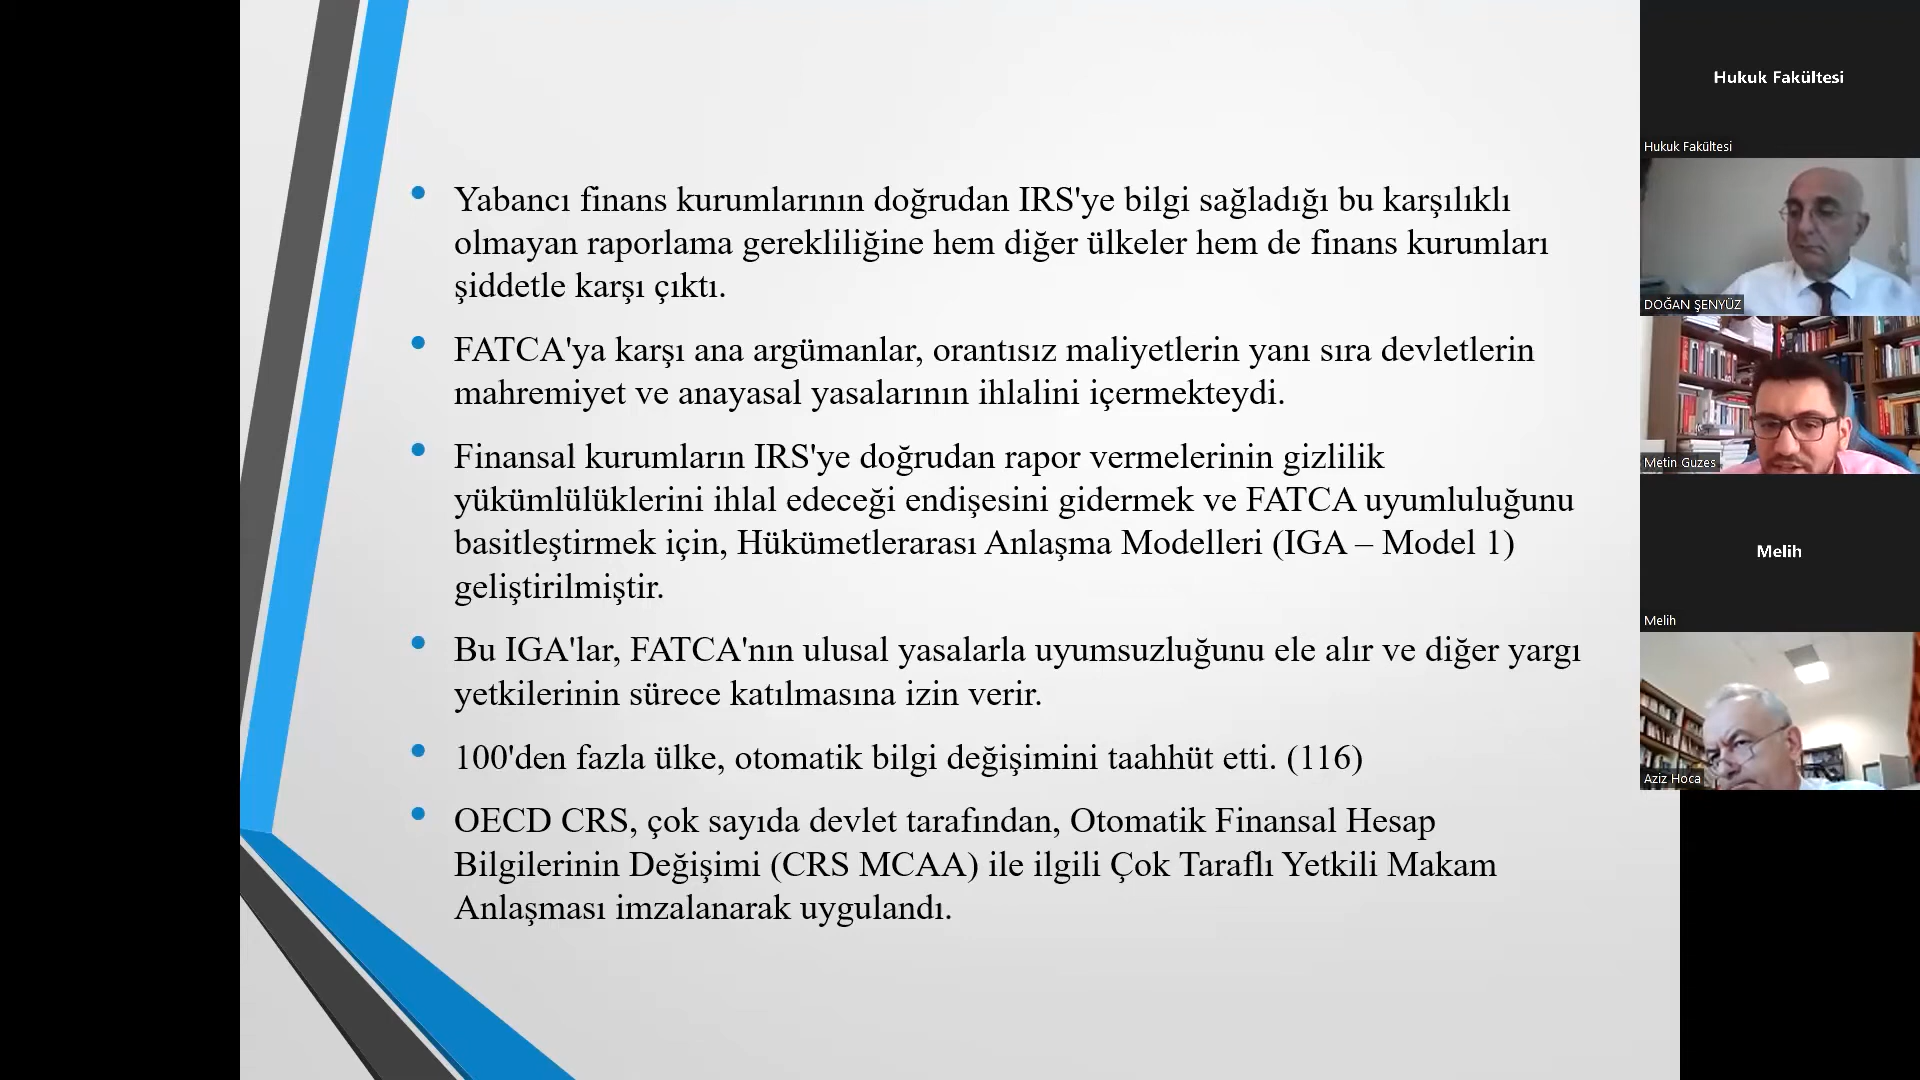 Yabancı finans kurumlarının doğrudan IRS'ye bilgi sağladığı bu karşılıklı
olmayan raporlama gerekliliğine hem diğer ülkeler hem de finans kurumları
şiddetle karşı çıktı.
FATCA'ya karşı ana argümanlar, orantısız maliyetlerin yanı sıra devletlerin
mahremiyet ve anayasal yasalarının ihlalini içermekteydi.
Finansal kurumların IRS'ye doğrudan rapor vermelerinin gizlilik
yükümlülüklerini ihlal edeceği endişesini gidermek ve FATCA uyumluluğunu
basitleştirmek için, Hükümetlerarası Anlaşma Modelleri (IGA – Model 1)
geliştirilmiştir.
Bu IGA'lar, FATCA'nın ulusal yasalarla uyumsuzluğunu ele alır ve diğer yargı
yetkilerinin sürece katılmasına izin verir.
100'den fazla ülke, otomatik bilgi değişimini taahhüt etti. (116)
OECD CRS, çok sayıda devlet tarafından, Otomatik Finansal Hesap
Bilgilerinin Değişimi (CRS MCAA) ile ilgili Çok Taraflı Yetkili Makam
Anlaşması imzalanarak uygulandı.
Hukuk Fakültesi
Hukuk Fakültesi
DOĞAN ŞENYÜZ
Metin Guzes
Melih
Melih
Aziz Hoca